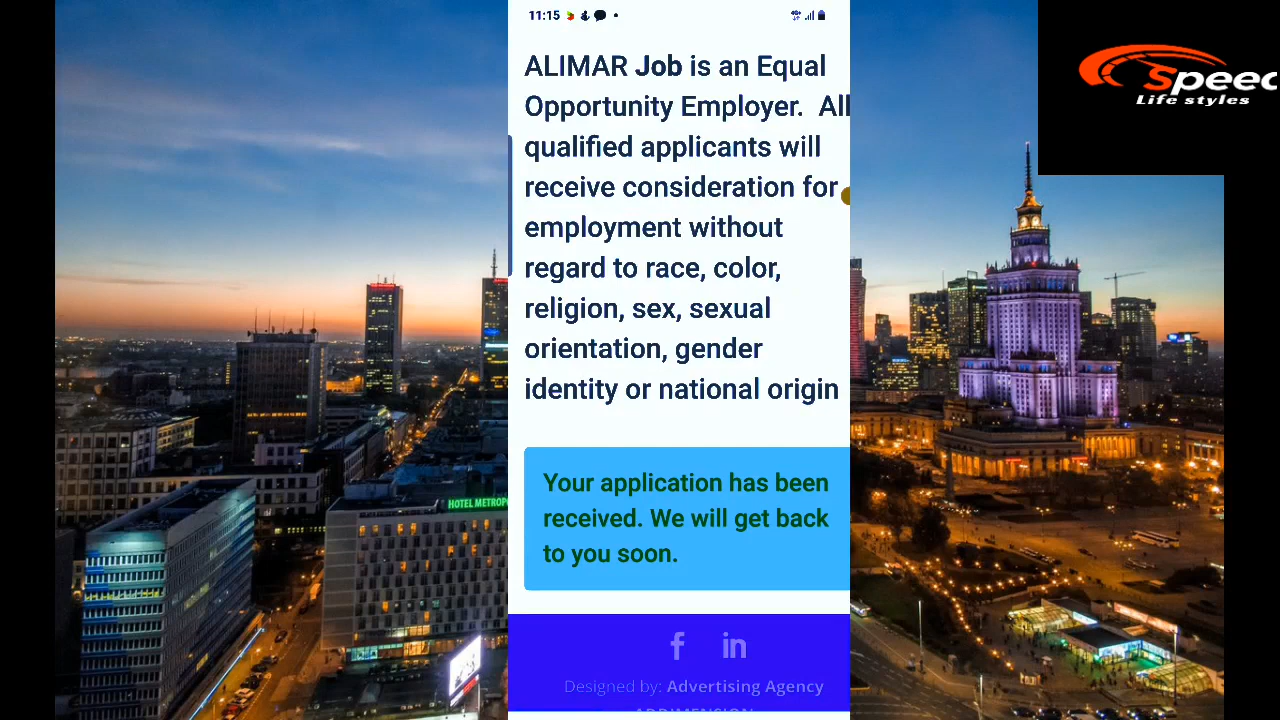 11:15
ALIMAR Job is an Equal
Opportunity Employer. All
qualified applicants will
receive consideration for
employment without
regard to race, color,
religion, sex, sexual
orientation, gender
identity or national origin
Your application has been
received. We will get back
to you soon.
Designed by: Advertising Agency
Speed
Life styles
HOTEL METROPO